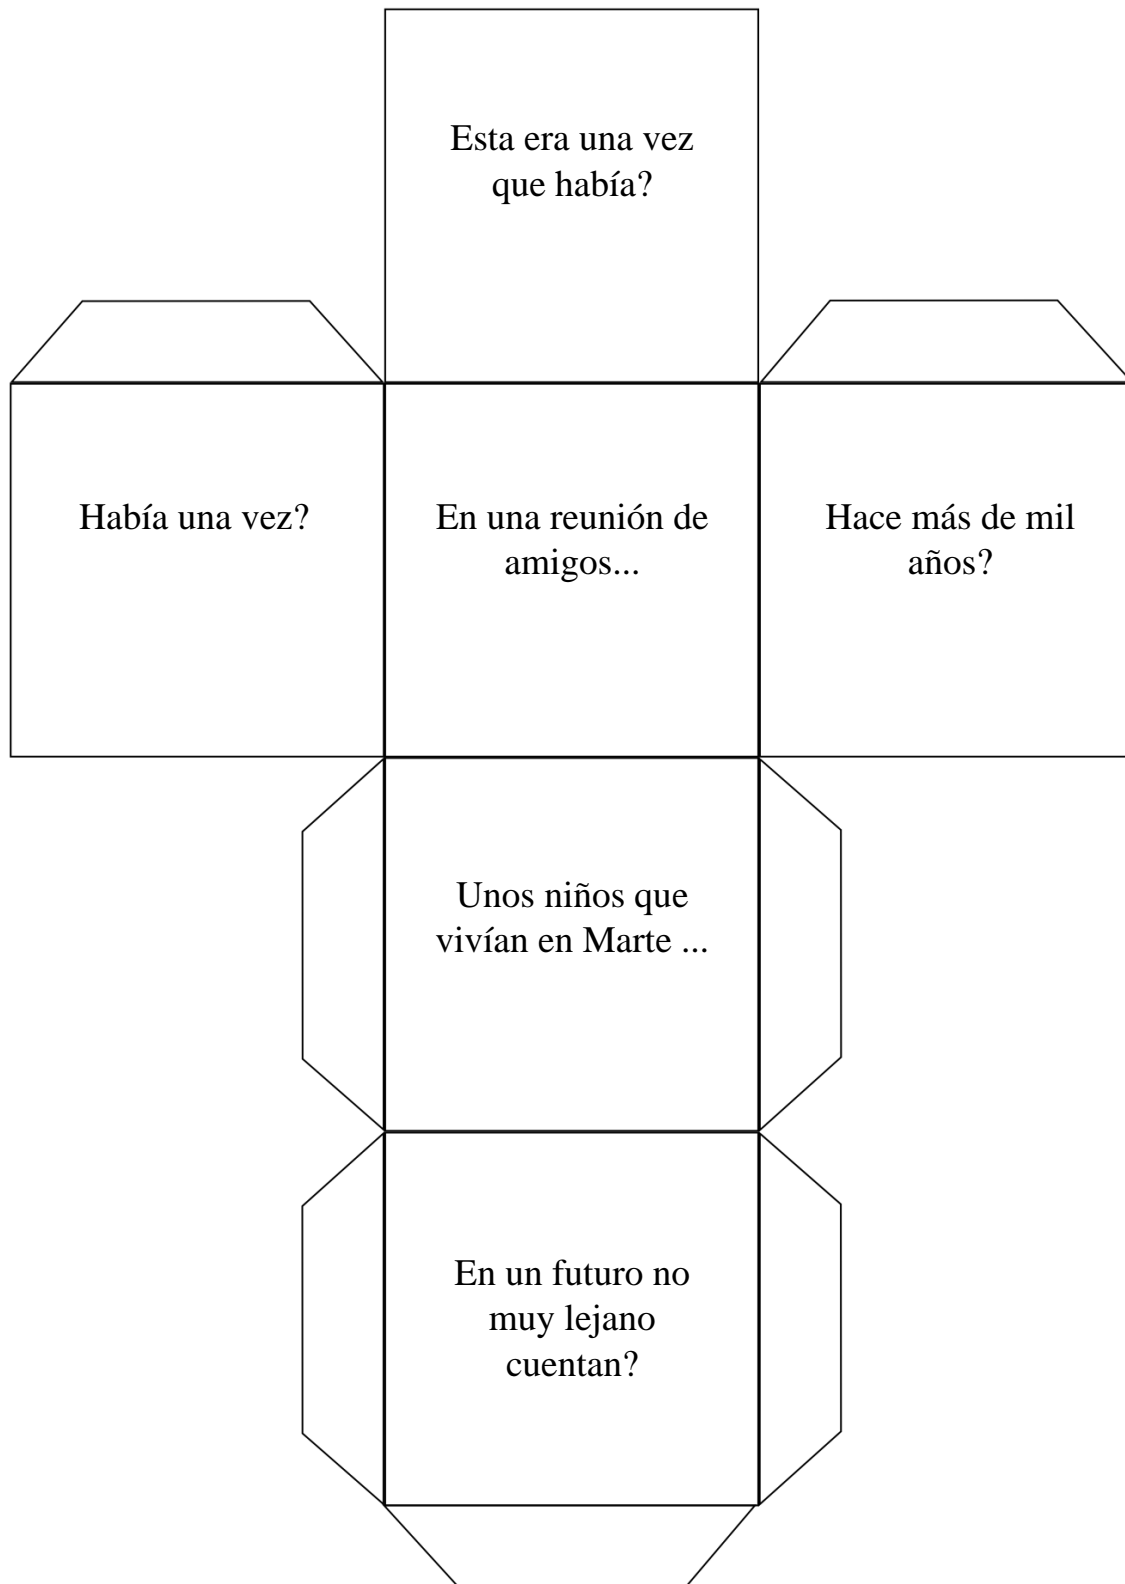 Esta era una vez
que había?
Había una vez?
En una reunión de
amigos...
Hace más de mil
años?
Unos niños que
vivían en Marte ...
En un futuro no
muy lejano
cuentan?